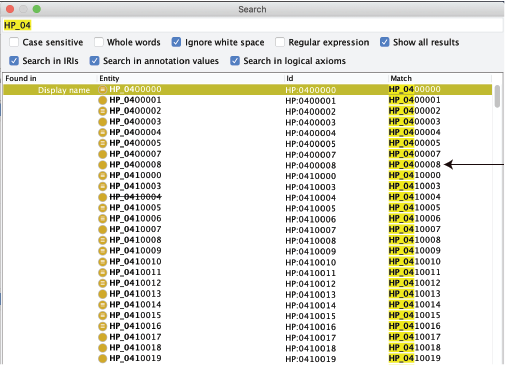 Search
HP_04
Case sensitive Whole words Ignore white space Regular expression Show all results
Search in IRIs Search in annotation values Search in logical axioms
Found in Entity Id Match
Display name HP_0400000 HP:0400000 HP_0400000
HP_0400001 HP:0400001 HP_0400001
HP_0400002 HP:0400002 HP_0400002
HP_0400003 HP:0400003 HP_0400003
HP_0400004 HP:0400004 HP_0400004
HP_0400005 HP:0400005 HP_0400005
HP_0400007 HP:0400007 HP_0400007
HP_0400008 HP:0400008 HP_0400008
HP_0410000 HP:0410000 HP_0410000
HP_0410003 HP:0410003 HP_0410003
HP_0410004 HP:0410004 HP_0410004
HP_0410005 HP:0410005 HP_0410005
HP_0410006 HP:0410006 HP_0410006
HP_0410007 HP:0410007 HP_0410007
HP_0410008 HP:0410008 HP_0410008
HP_0410009 HP:0410009 HP_0410009
HP_0410010 HP:0410010 HP_0410010
HP_0410011 HP:0410011 HP_0410011
HP_0410012 HP:0410012 HP_0410012
HP_0410013 HP:0410013 HP_0410013
HP_0410014 HP:0410014 HP_0410014
HP_0410015 HP:0410015 HP_0410015
HP_0410016 HP:0410016 HP_0410016
HP_0410017 HP:0410017 HP_0410017
HP_0410018 HP:0410018 HP_0410018
HP_0410019 HP:0410019 HP_0410019